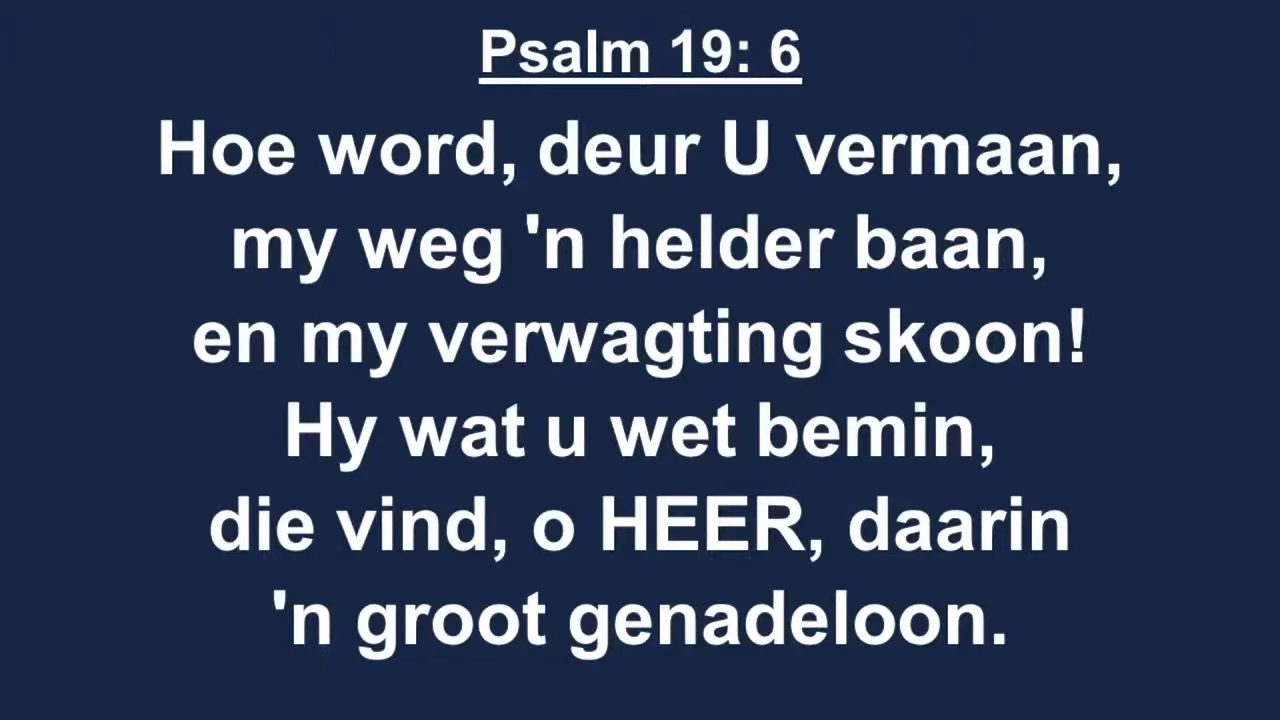 Psalm 19: 6
Hoe word, deur U vermaan,
my weg 'n helder baan,
en my verwagting skoon!
Hy wat u wet bemin,
die vind, o HEER, daarin
'n groot genadeloon.